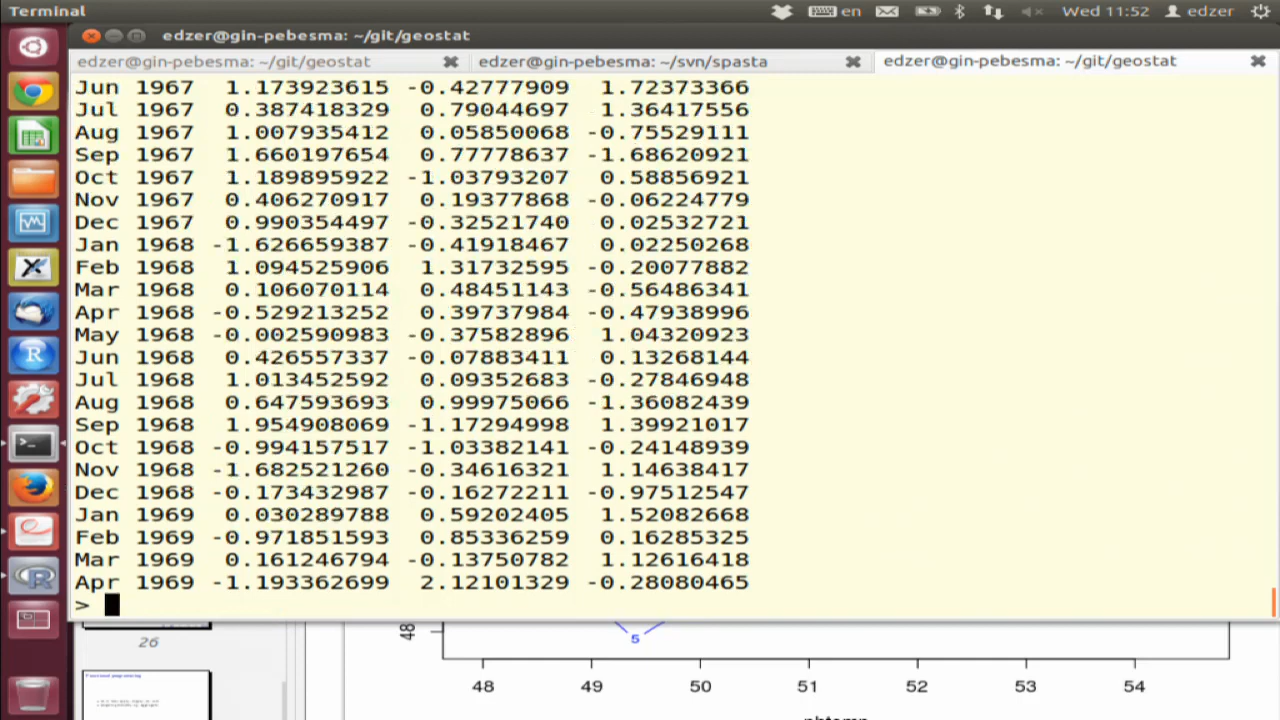 Terminal en Wed 11:52 edzer
edzer@gin-pebesma: ~/git/geostat
edzer@gin-pebesma: ~/git/geostat edzer@gin-pebesma: ~/svn/spasta edzer@gin-pebesma: ~/git/geostat
Jun 1967 1.173923615 -0.42777909 1.72373366
Jul 1967 0.387418329 0.79044697 1.36417556
Aug 1967 1.007935412 0.05850068 -0.75529111
Sep 1967 1.660197654 0.77778637 -1.68620921
Oct 1967 1.189895922 -1.03793207 0.58856921
Nov 1967 0.406270917 0.19377868 -0.06224779
Dec 1967 0.990354497 -0.32521740 0.02532721
Jan 1968 -1.626659387 -0.41918467 0.02250268
Feb 1968 1.094525906 1.31732595 -0.20077882
Mar 1968 0.106070114 0.48451143 -0.56486341
Apr 1968 -0.529213252 0.39737984 -0.47938996
May 1968 -0.002590983 -0.37582896 1.04320923
Jun 1968 0.426557337 -0.07883411 0.13268144
Jul 1968 1.013452592 0.09352683 -0.27846948
Aug 1968 0.647593693 0.99975066 -1.36082439
Sep 1968 1.954908069 -1.17294998 1.39921017
Oct 1968 -0.994157517 -1.03382141 -0.24148939
Nov 1968 -1.682521260 -0.34616321 1.14638417
Dec 1968 -0.173432987 -0.16272211 -0.97512547
Jan 1969 0.030289788 0.59202405 1.52082668
Feb 1969 -0.971851593 0.85336259 0.16285325
Mar 1969 0.161246794 -0.13750782 1.12616418
Apr 1969 -1.193362699 2.12101329 -0.28080465
>
26
48
5
48 49 50 51 52 53 54
Functional programming